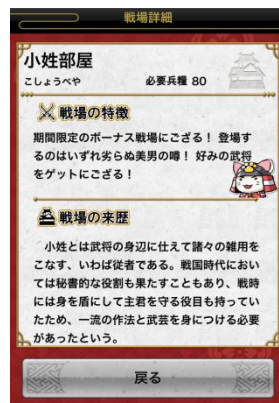 戦場詳細
小姓部屋
こしょうべや 必要兵糧 80
戦場の特徴
期間限定のボーナス戦場にござる！ 登場す
るのはいずれ劣らぬ美男の噂！ 好みの武将
をゲットにござる！
戦場の来歴
小姓とは武将の身辺に仕えて諸々の雑用を
こなす、いわば従者である。戦国時代におい
ては秘書的な役割も果たすこともあり、戦時
には身を盾にして主君を守る役目も持ってい
たため、一流の作法と武芸を身につける必要
があったという。
戻る